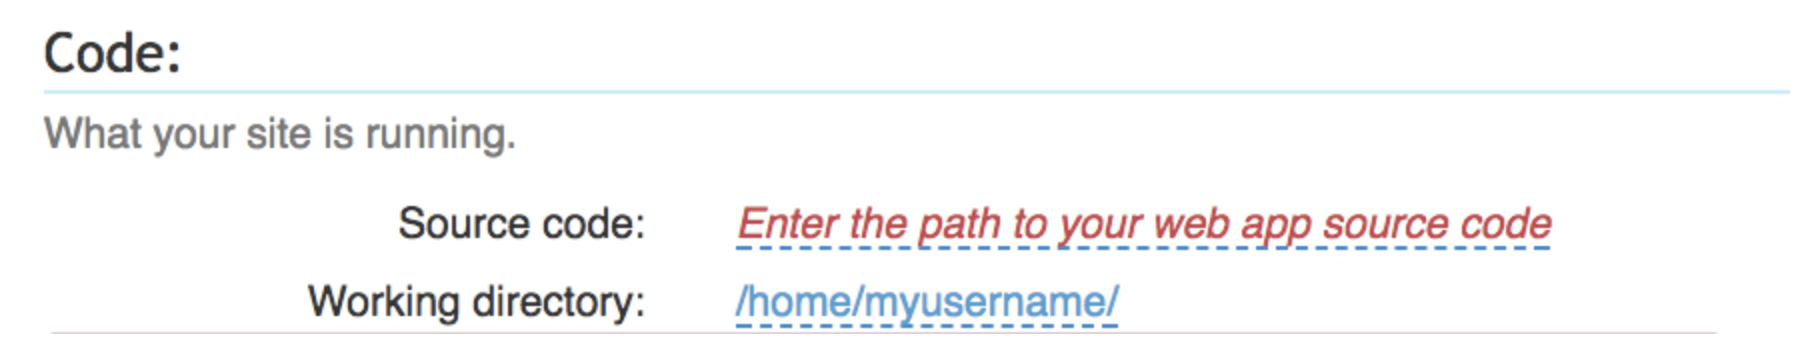 Code:
What your site is running.
Source code: Enter the path to your web app source code
Working directory: /home/myusername/